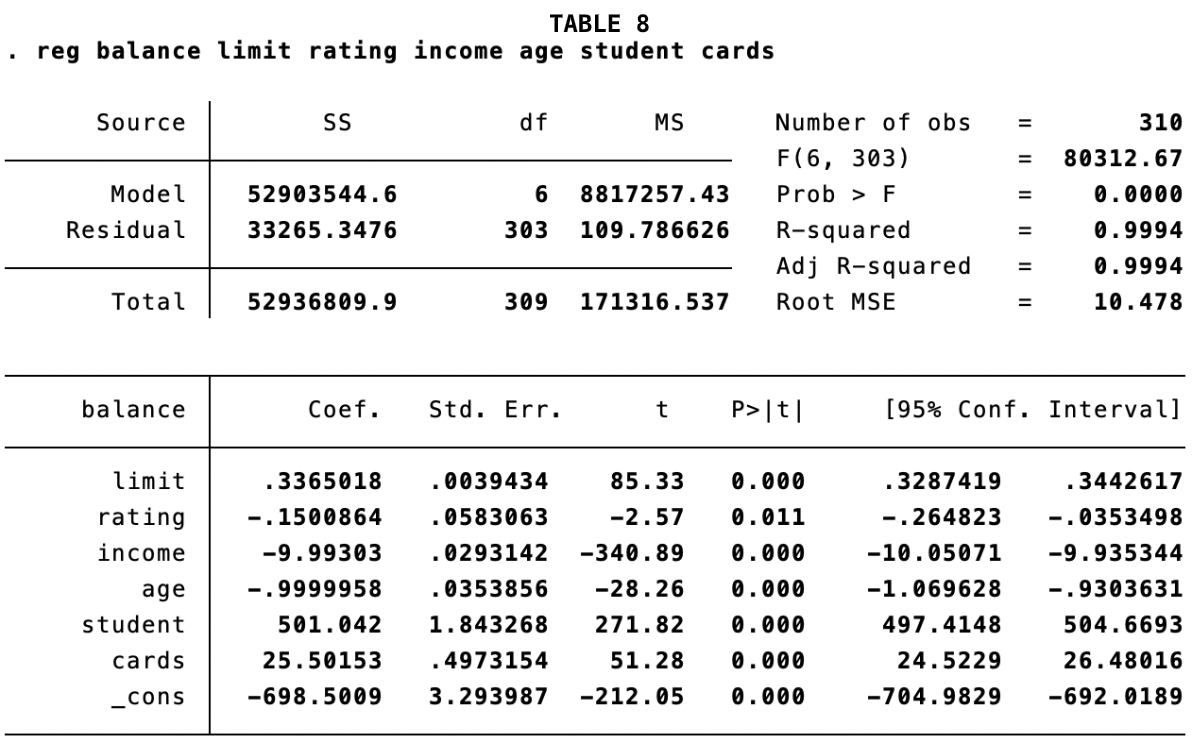 TABLE 8
. reg balance limit rating income age student cards
Source SS df MS Number of obs = 310
F(6, 303) = 80312.67
Model 52903544.6 6 8817257.43 Prob > F = 0.0000
Residual 33265.3476 303 109.786626 R-squared = 0.9994
Adj R-squared = 0.9994
Total 52936809.9 309 171316.537 Root MSE = 10.478
balance Coef. Std. Err. t P>|t| [95% Conf. Interval]
limit .3365018 .0039434 85.33 0.000 .3287419 .3442617
rating -.1500864 .0583063 -2.57 0.011 -.264823 -.0353498
income -9.99303 .0293142 -340.89 0.000 -10.05071 -9.935344
age -.9999958 .0353856 -28.26 0.000 -1.069628 -.9303631
student 501.042 1.843268 271.82 0.000 497.4148 504.6693
cards 25.50153 .4973154 51.28 0.000 24.5229 26.48016
_cons -698.5009 3.293987 -212.05 0.000 -704.9829 -692.0189